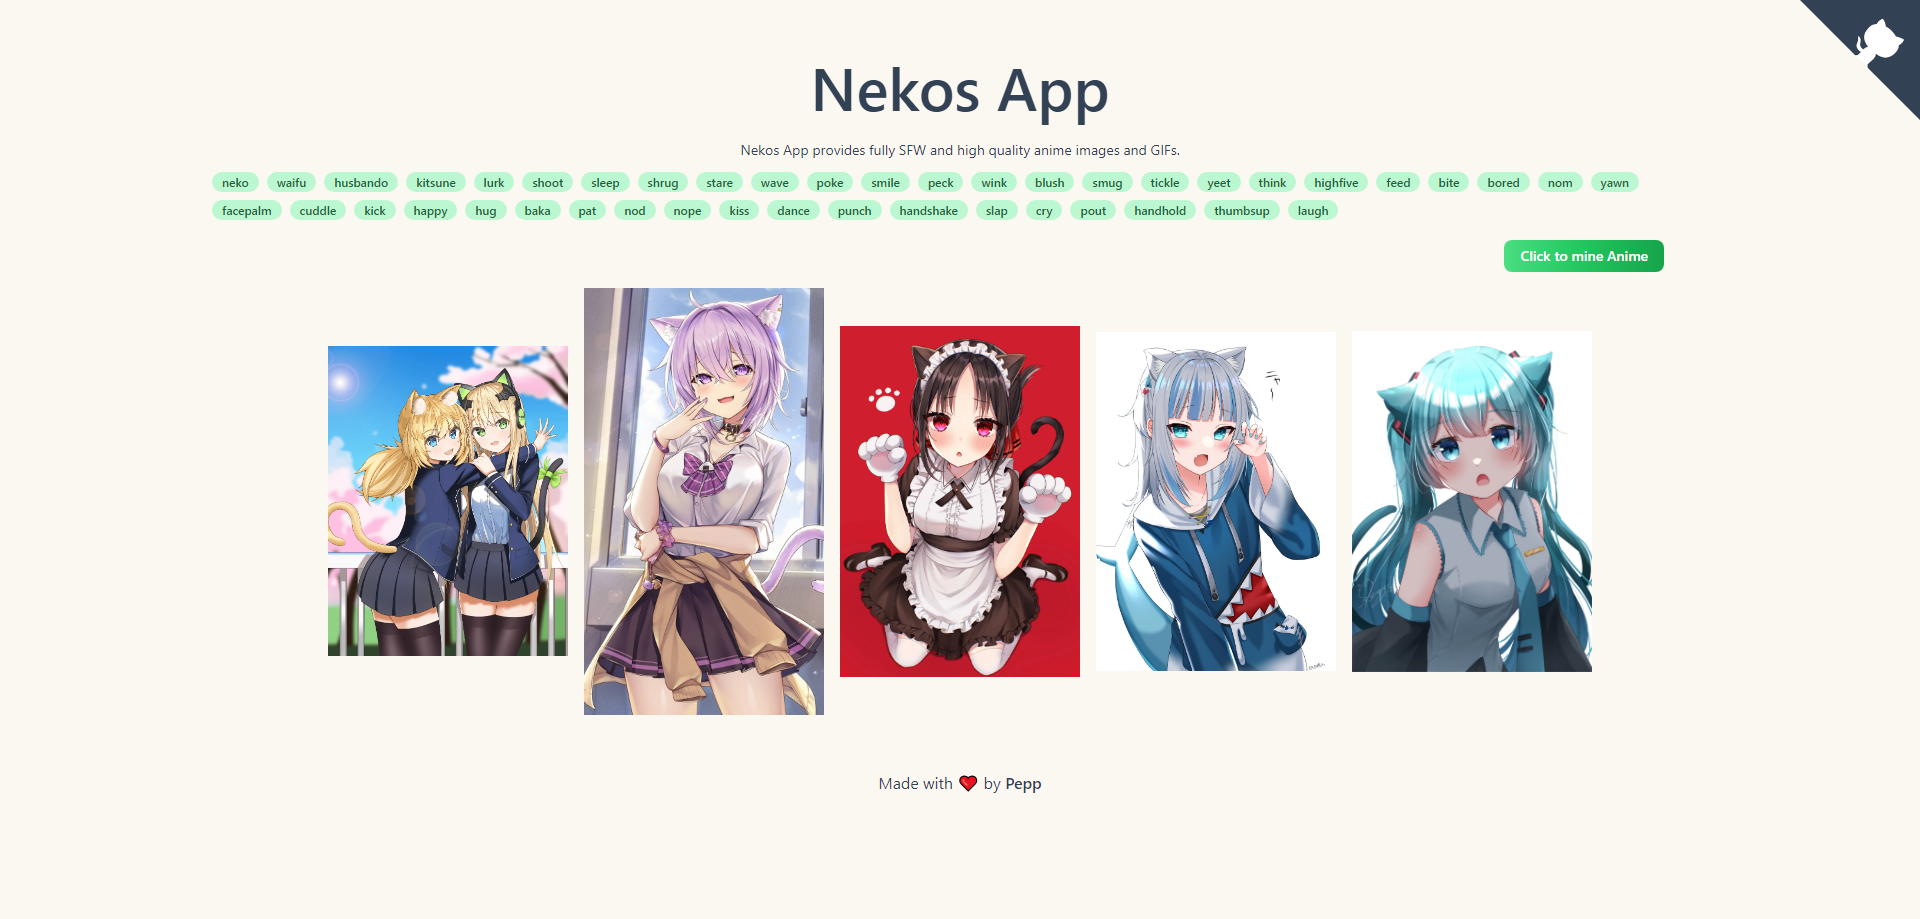 Nekos App
Nekos App provides fully SFW and high quality anime images and GIFs.
neko waifu husbando kitsune lurk shoot sleep shrug stare wave poke smile peck wink blush smug tickle yeet think highfive feed bite bored nom yawn
facepalm cuddle kick happy hug baka pat nod nope kiss dance punch handshake slap cry pout handhold thumbsup laugh
Click to mine Anime
Made with ❤️ by Pepp